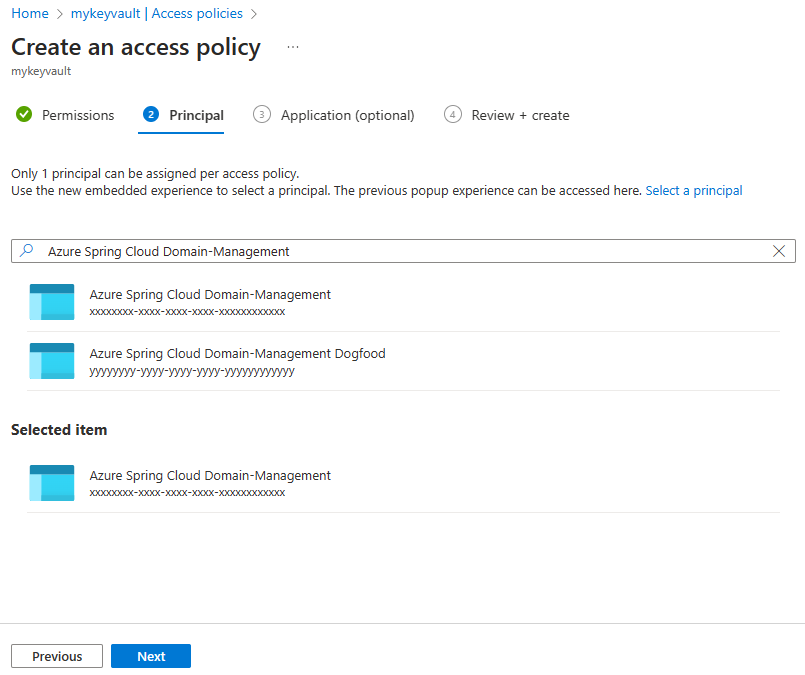 Home > mykeyvault | Access policies >
Create an access policy ...
mykeyvault
Permissions 2 Principal 3 Application (optional) 4 Review + create
Only 1 principal can be assigned per access policy.
Use the new embedded experience to select a principal. The previous popup experience can be accessed here. Select a principal
Azure Spring Cloud Domain-Management
Azure Spring Cloud Domain-Management
xxxxxxxx-xxxx-xxxx-xxxx-xxxxxxxxxxxx
Azure Spring Cloud Domain-Management Dogfood
yyyyyyyy-yyyy-yyyy-yyyy-yyyyyyyyyyyy
Selected item
Azure Spring Cloud Domain-Management
xxxxxxxx-xxxx-xxxx-xxxx-xxxxxxxxxxxx
Previous Next